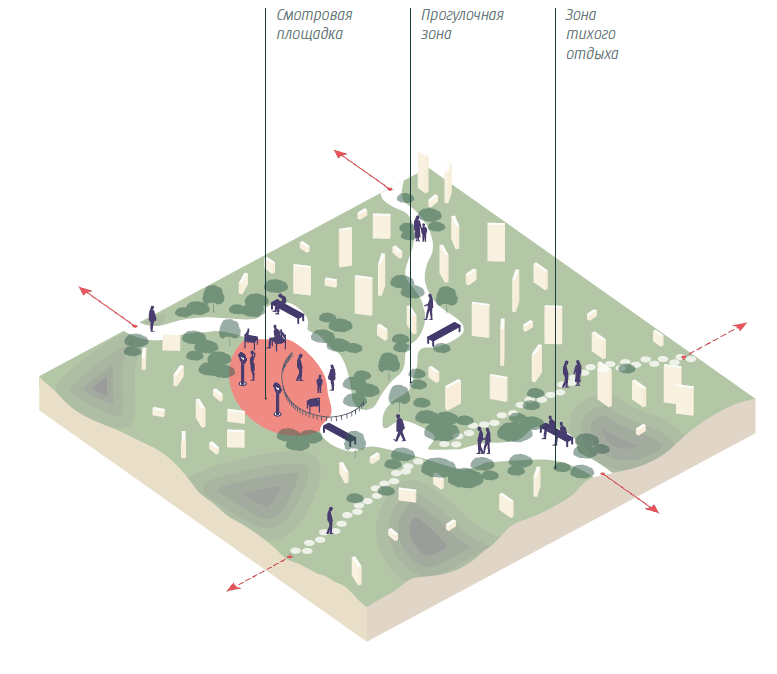 Смотровая
площадка
Прогулочная
зона
Зона
тихого
отдыха